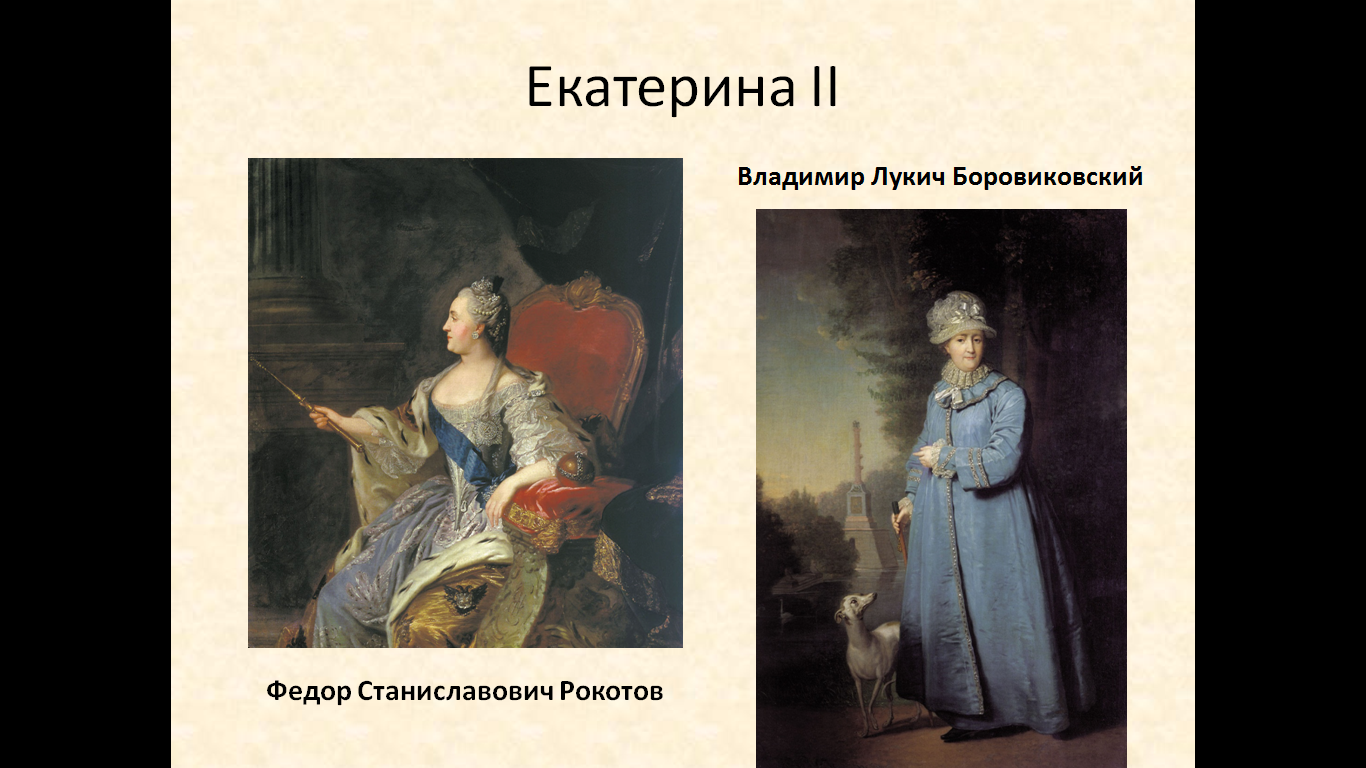 Екатерина II
Владимир Лукич Боровиковский
Федор Станиславович Рокотов